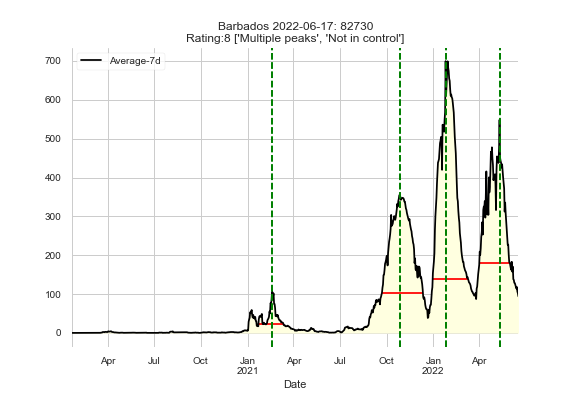 Barbados 2022-06-17: 82730
Rating:8 ['Multiple peaks', 'Not in control']
Average-7d
700
600
500
400
300
200
100
0
Apr Jul Oct Jan Apr Jul Oct Jan Apr
2021 2022
Date